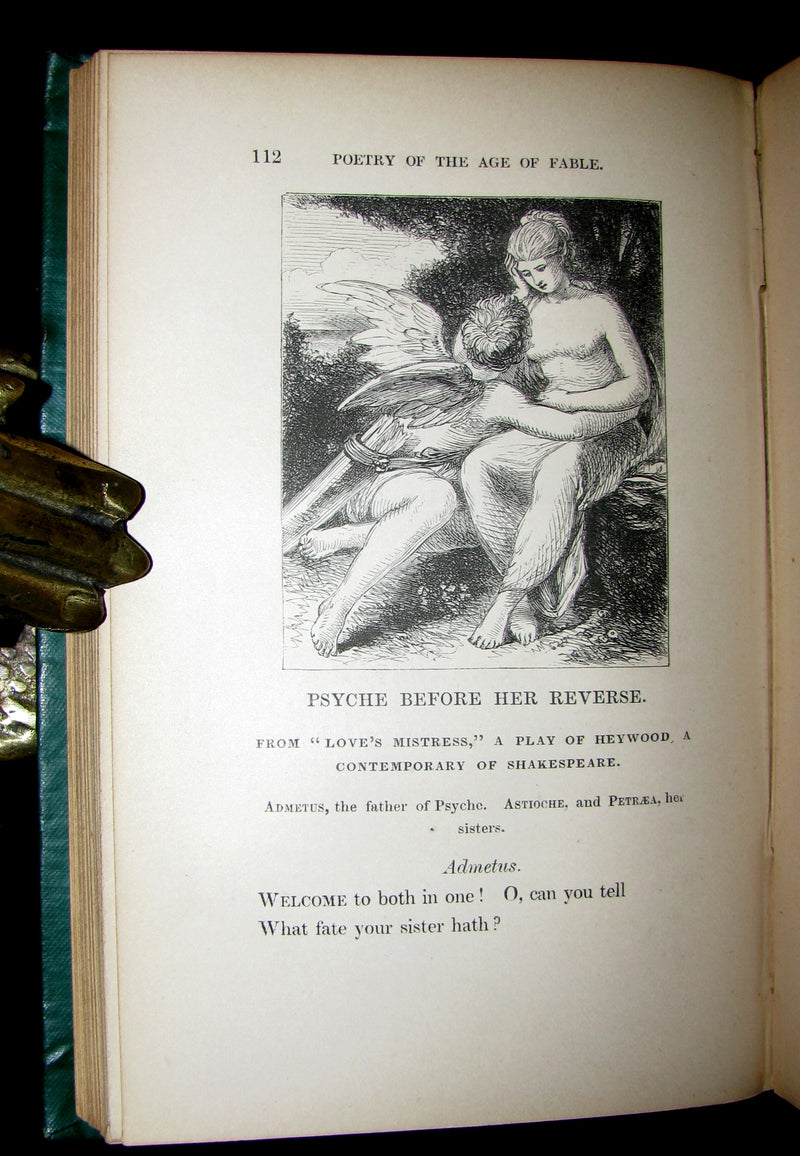 112 POETRY OF THE AGE OF FABLE.
PSYCHE BEFORE HER REVERSE.
FROM “LOVE'S MISTRESS,” A PLAY OF HEYWOOD, A
CONTEMPORARY OF SHAKESPEARE.
ADMETUS, the father of Psyche. ASTIOCHE, and PETRÆA, her
sisters.
Admetus.
WELCOME to both in one! O, can you tell
What fate your sister hath?